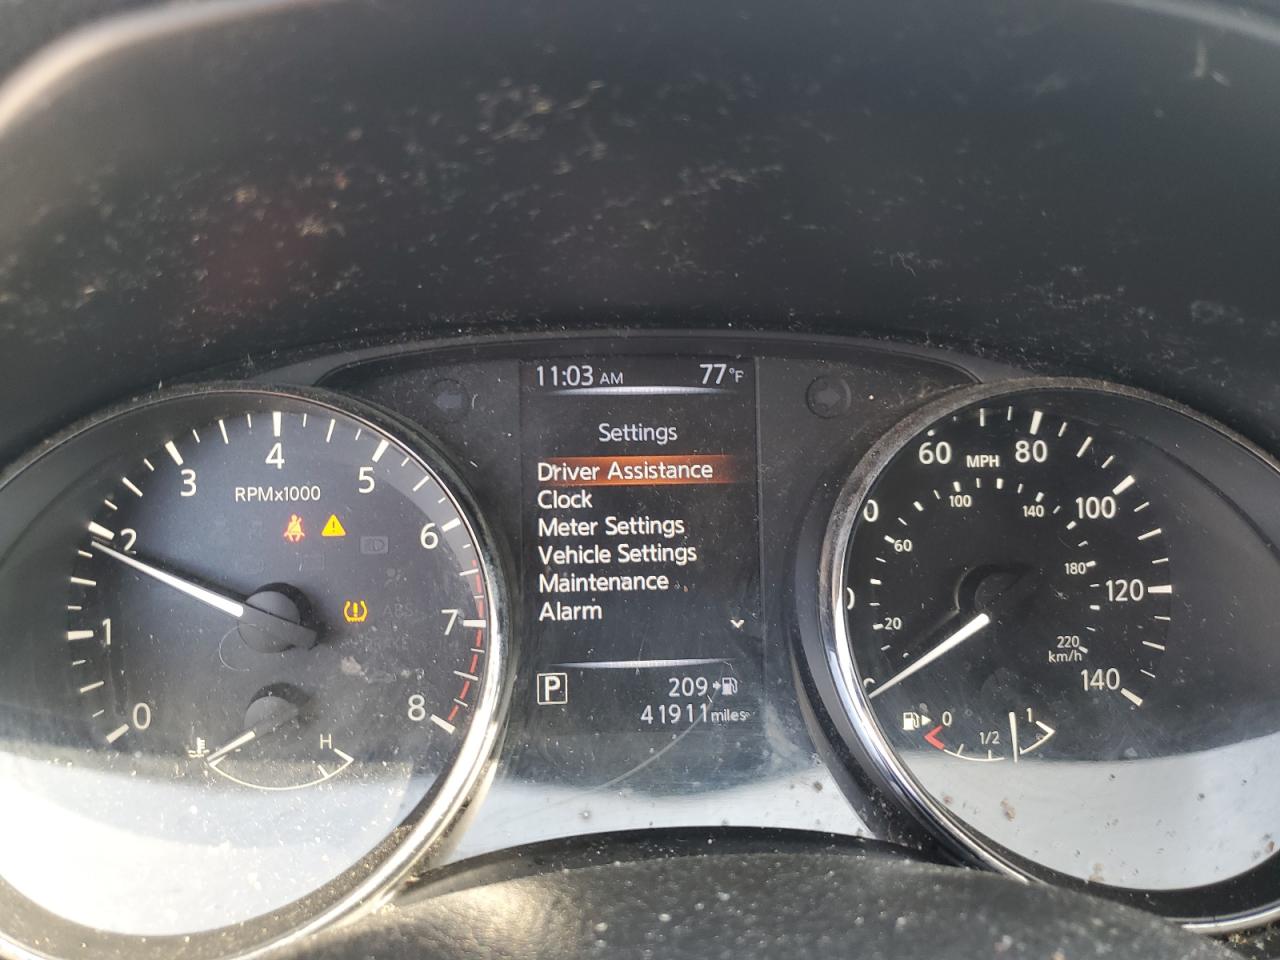 11:03 AM 77°F
Settings
Driver Assistance
Clock
Meter Settings
Vehicle Settings
Maintenance
Alarm
P 209
41911 miles
0 1 2 3 4 5 6 7 8
RPMx1000
ABS
H
60 80 100 120 140
MPH
20 60 100 140 180 220
km/h
0 1/2 1